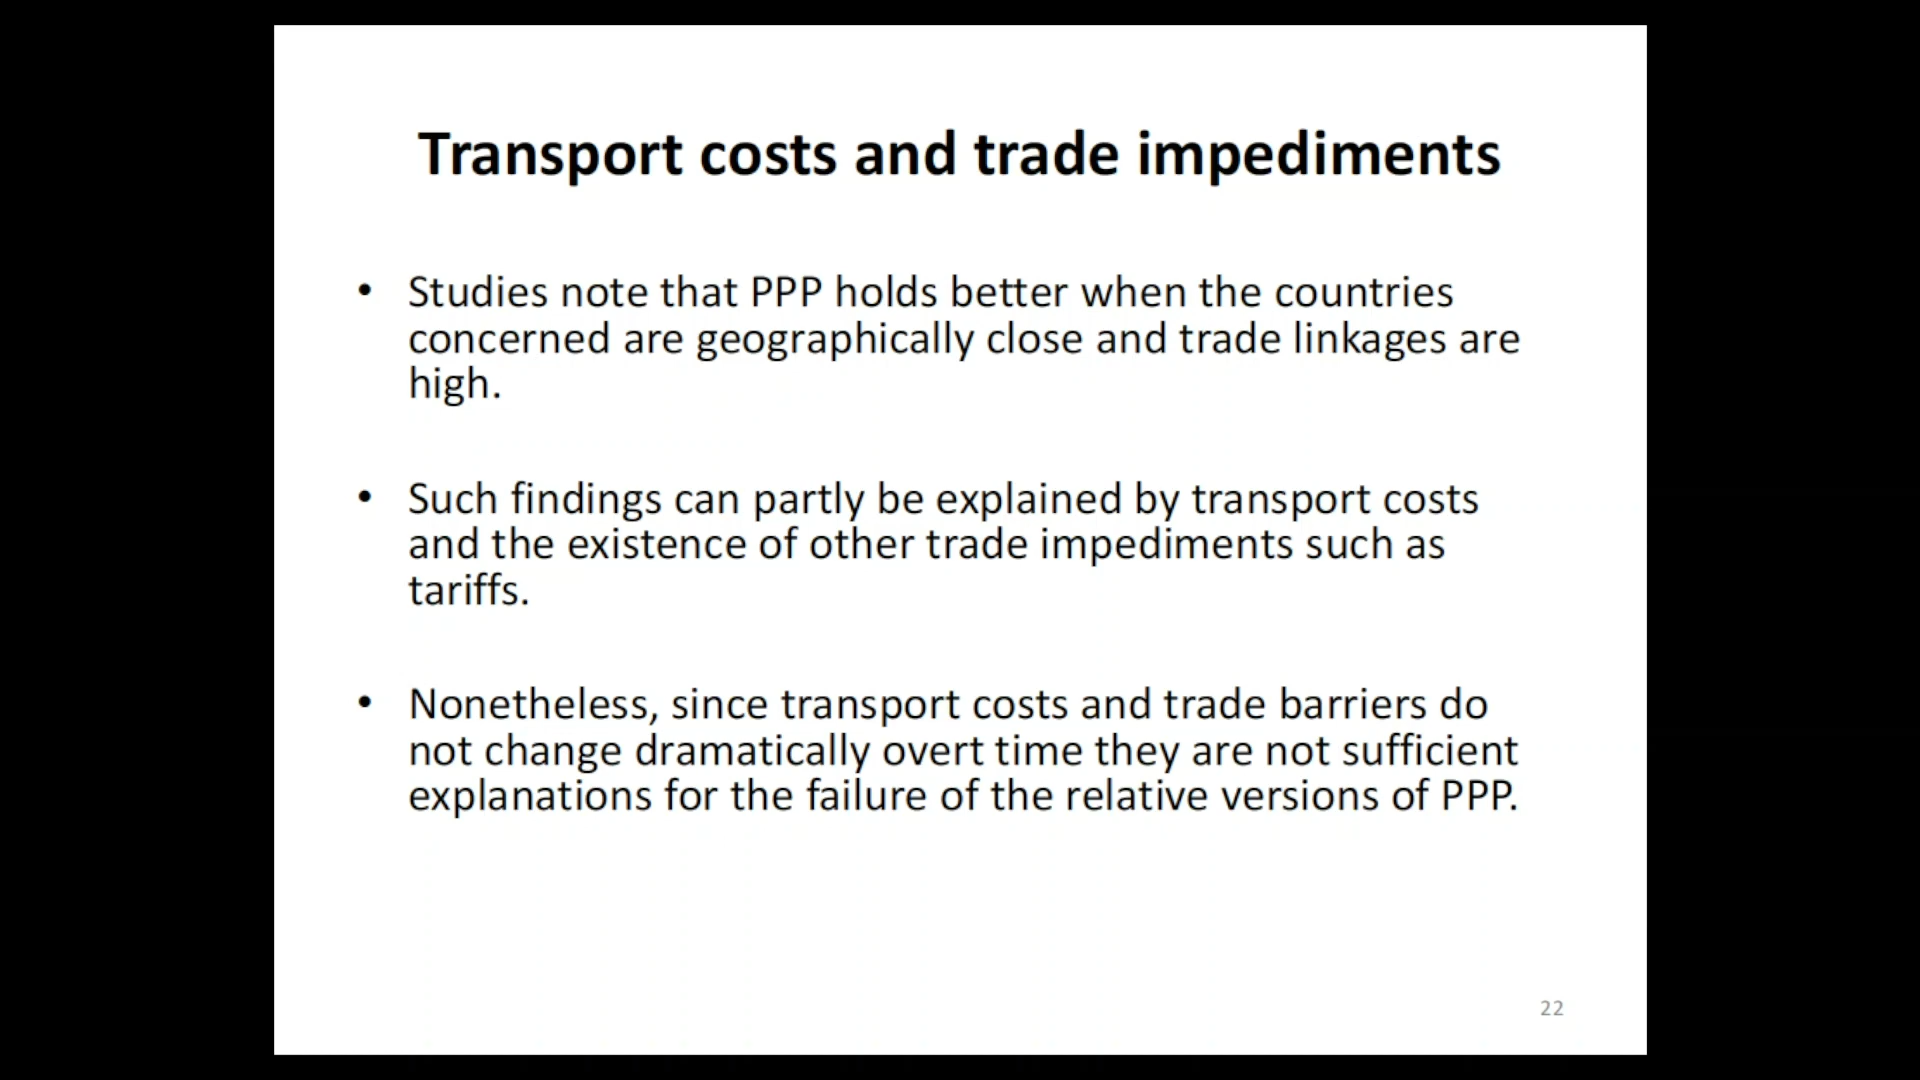 Transport costs and trade impediments
• Studies note that PPP holds better when the countries
concerned are geographically close and trade linkages are
high.
• Such findings can partly be explained by transport costs
and the existence of other trade impediments such as
tariffs.
• Nonetheless, since transport costs and trade barriers do
not change dramatically overt time they are not sufficient
explanations for the failure of the relative versions of PPP.
22